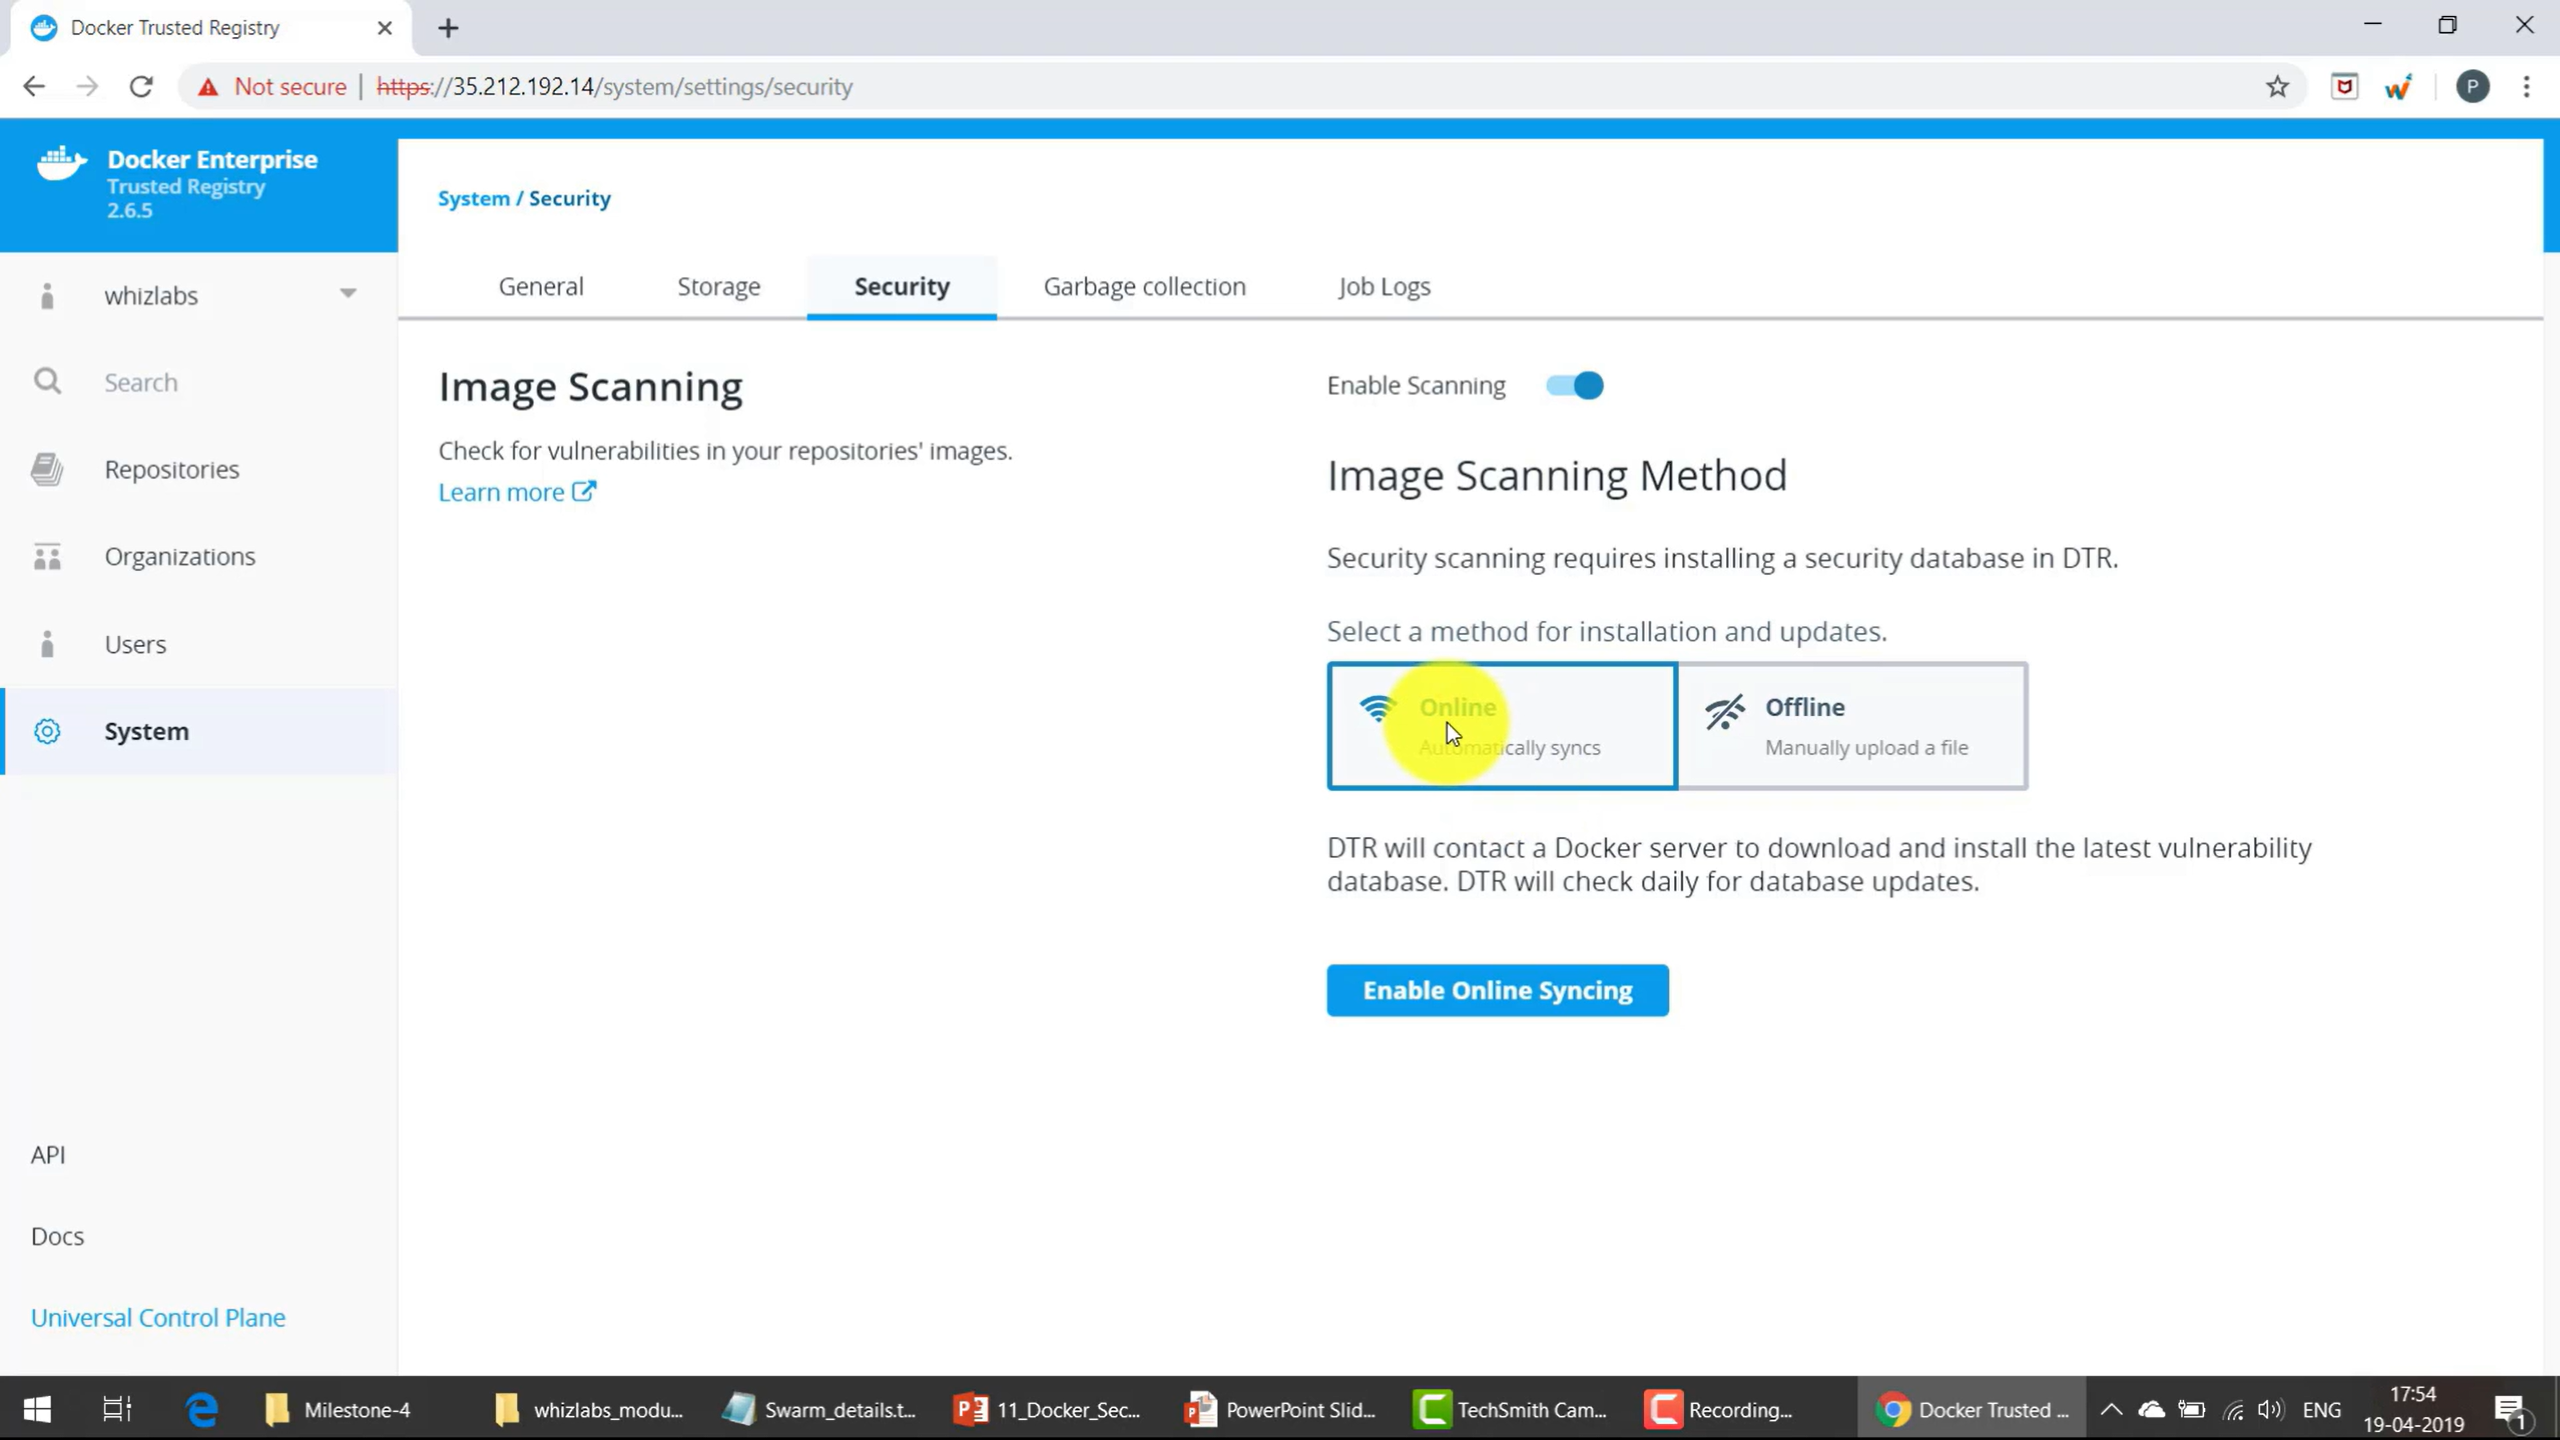 Docker Trusted Registry
Not secure | https://35.212.192.14/system/settings/security
P
Docker Enterprise
Trusted Registry
2.6.5
whizlabs
Search
Repositories
Organizations
Users
System
API
Docs
Universal Control Plane
System / Security
General Storage Security Garbage collection Job Logs
Image Scanning
Check for vulnerabilities in your repositories' images.
Learn more
Enable Scanning
Image Scanning Method
Security scanning requires installing a security database in DTR.
Select a method for installation and updates.
Online
Automatically syncs
Offline
Manually upload a file
DTR will contact a Docker server to download and install the latest vulnerability
database. DTR will check daily for database updates.
Enable Online Syncing
Milestone-4
whizlabs_modu...
Swarm_details.t...
11_Docker_Sec...
PowerPoint Slid...
TechSmith Cam...
Recording...
Docker Trusted ...
ENG
17:54
19-04-2019
1